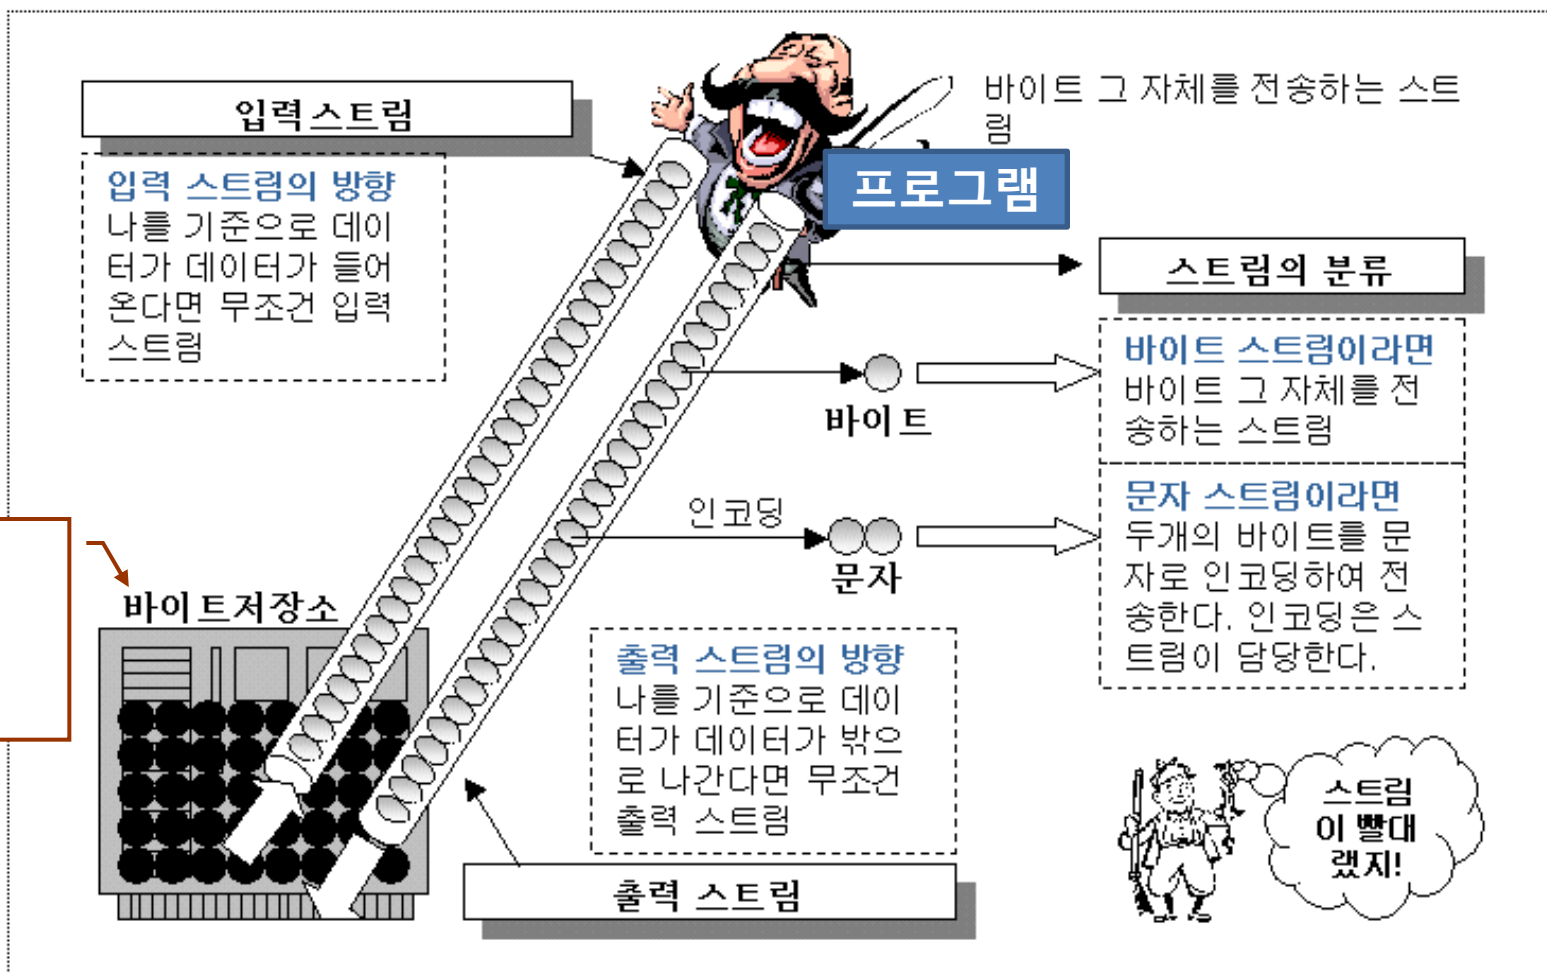 입력스트림
입력 스트림의 방향
나를 기준으로 데이
터가 데이터가 들어
온다면 무조건 입력
스트림
바이트 그 자체를 전송하는 스트
림
프로그램
스트림의 분류
바이트 스트림이라면
바이트 그 자체를 전
송하는 스트림
바이트
인코딩
문자
문자 스트림이라면
두개의 바이트를 문
자로 인코딩하여 전
송한다. 인코딩은 스
트림이 담당한다.
바이트저장소
출력 스트림의 방향
나를 기준으로 데이
터가 데이터가 밖으
로 나간다면 무조건
출력 스트림
출력 스트림
스트림
이 빨대
랬지!